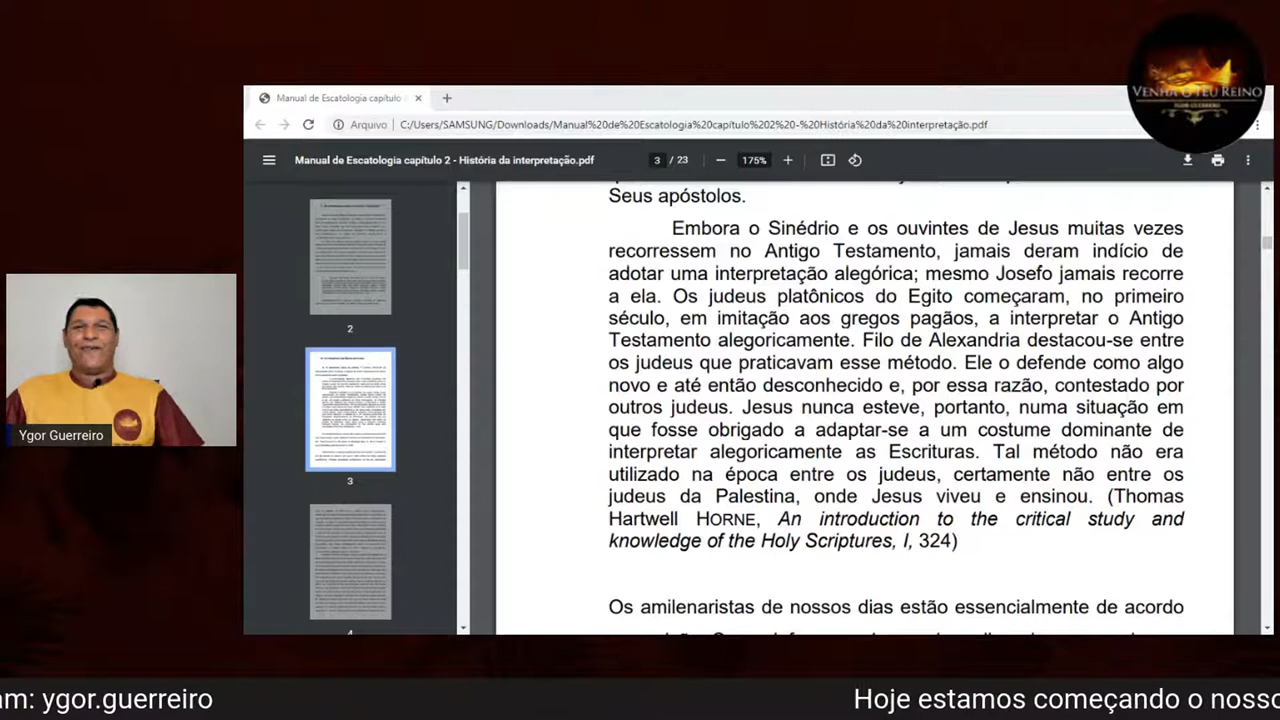 VENHA O TEU REINO
YGOR GUERREIRO
Manual de Escatologia capítulo
Arquivo C:/Users/SAMSUNG/Downloads/Manual%20de%20Escatologia%20capítulo%202%20-%20História%20da%20interpretação.pdf
Manual de Escatologia capítulo 2 - História da interpretação.pdf
3 / 23
175%
2
3
4
Seus apóstolos.
Embora o Sinédrio e os ouvintes de Jesus muitas vezes
recorressem no Antigo Testamento, jamais deram indício de
adotar uma interpretação alegórica; mesmo Josefo jamais recorre
a ela. Os judeus platônicos do Egito começaram, no primeiro
século, em imitação aos gregos pagãos, a interpretar o Antigo
Testamento alegoricamente. Filo de Alexandria destacou-se entre
os judeus que praticavam esse método. Ele o defende como algo
novo e até então desconhecido e, por essa razão, contestado por
outros judeus. Jesus nunca esteve, portanto, numa situação em
que fosse obrigado a adaptar-se a um costume dominante de
interpretar alegoricamente as Escrituras. Tal método não era
utilizado na época entre os judeus, certamente não entre os
judeus da Palestina, onde Jesus viveu e ensinou. (Thomas
Hartwell HORNE, An introduction to the critical study and
knowledge of the Holy Scriptures, I, 324)
Os amilenaristas de nossos dias estão essencialmente de acordo
Ygor Guerreiro
am: ygor.guerreiro
Hoje estamos começando o nosso